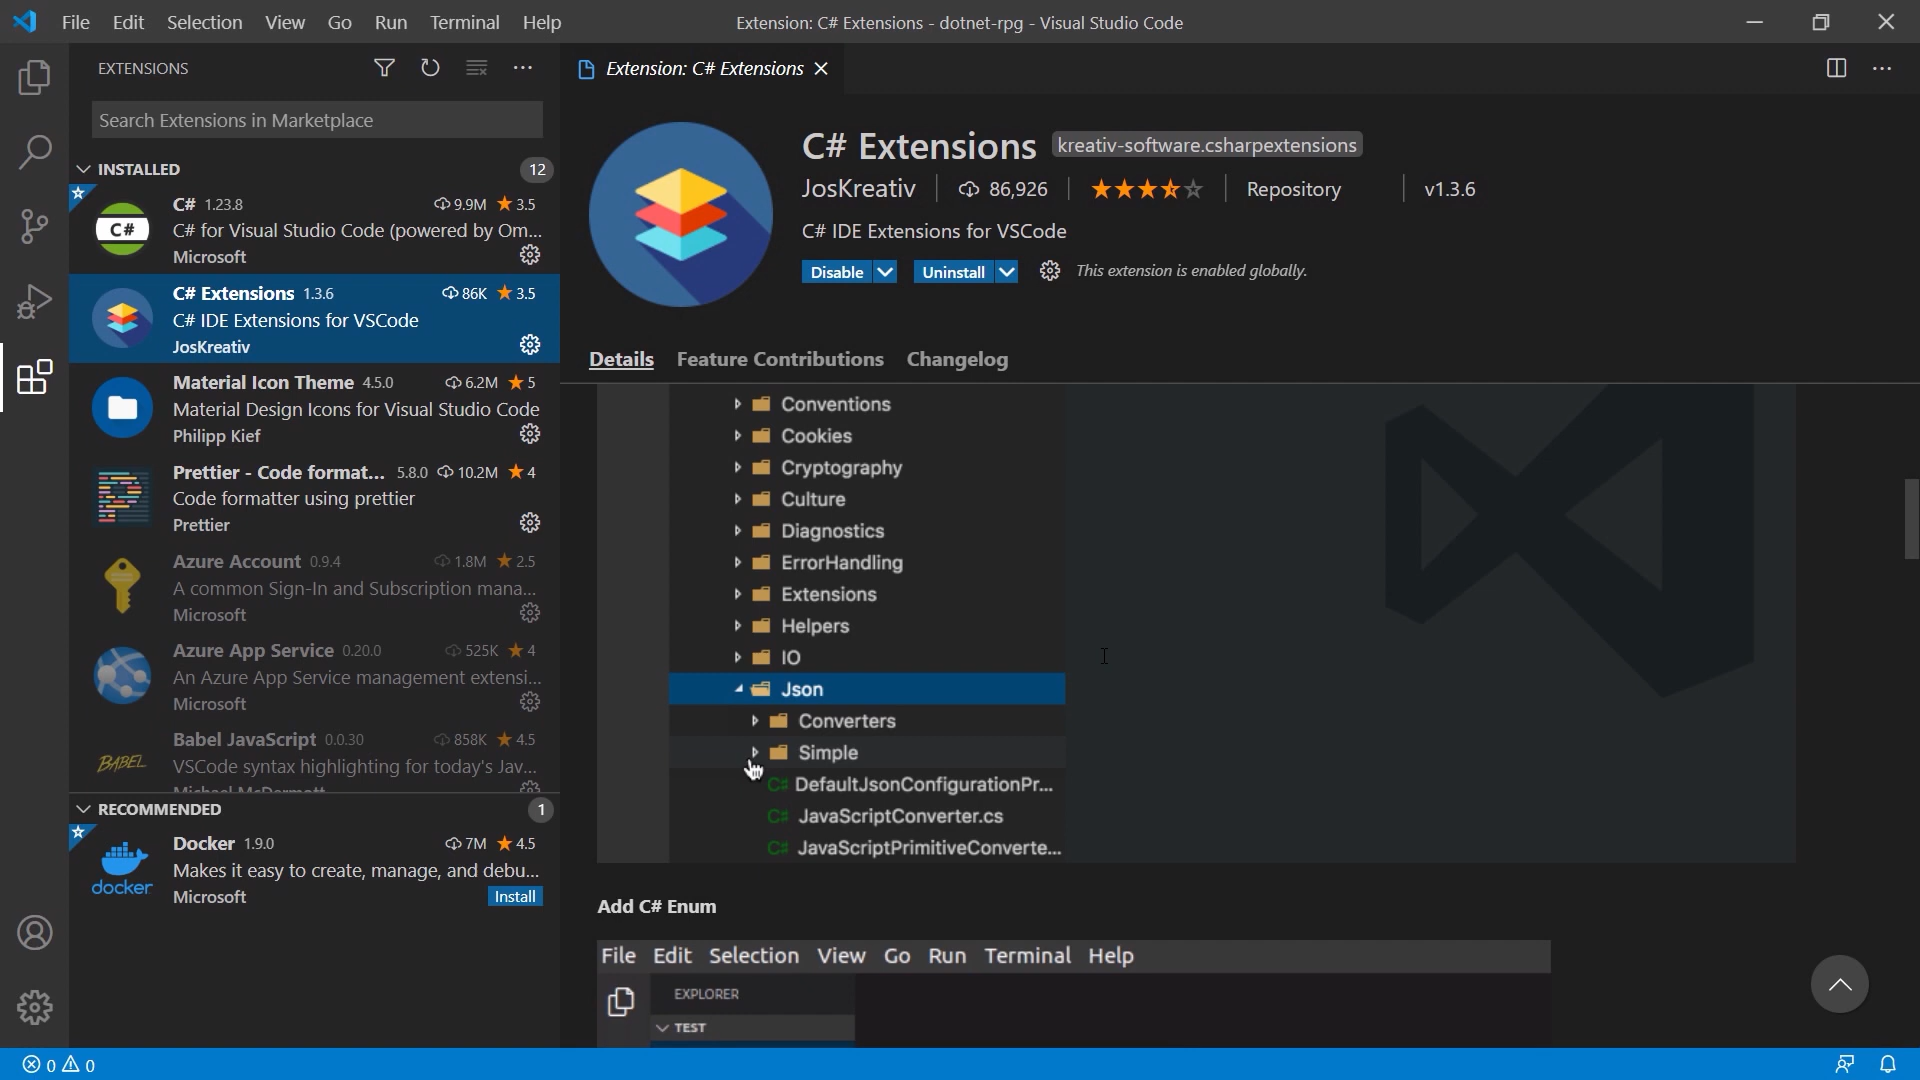 File Edit Selection View Go Run Terminal Help
Extension: C# Extensions - dotnet-rpg - Visual Studio Code
EXTENSIONS
Search Extensions in Marketplace
INSTALLED 12
C# 1.23.8 9.9M 3.5
C#
C# for Visual Studio Code (powered by Om...
Microsoft
C# Extensions 1.3.6 86K 3.5
C# IDE Extensions for VSCode
JosKreativ
Material Icon Theme 4.5.0 6.2M 5
Material Design Icons for Visual Studio Code
Philipp Kief
Prettier - Code format... 5.8.0 10.2M 4
Code formatter using prettier
Prettier
Azure Account 0.9.4 1.8M 2.5
A common Sign-In and Subscription mana...
Microsoft
Azure App Service 0.20.0 525K 4
An Azure App Service management extensi...
Microsoft
Babel JavaScript 0.0.30 858K 4.5
BABEL
VSCode syntax highlighting for today's Jav...
Michael McDermott
RECOMMENDED 1
Docker 1.9.0 7M 4.5
Makes it easy to create, manage, and debu...
docker
Microsoft Install
Extension: C# Extensions
C# Extensions kreativ-software.csharpextensions
JosKreativ 86,926 Repository v1.3.6
C# IDE Extensions for VSCode
Disable Uninstall This extension is enabled globally.
Details Feature Contributions Changelog
Conventions
Cookies
Cryptography
Culture
Diagnostics
ErrorHandling
Extensions
Helpers
IO
Json
Converters
Simple
C# DefaultJsonConfigurationPr...
C# JavaScriptConverter.cs
C# JavaScriptPrimitiveConverte...
Add C# Enum
File Edit Selection View Go Run Terminal Help
EXPLORER
TEST
0 0